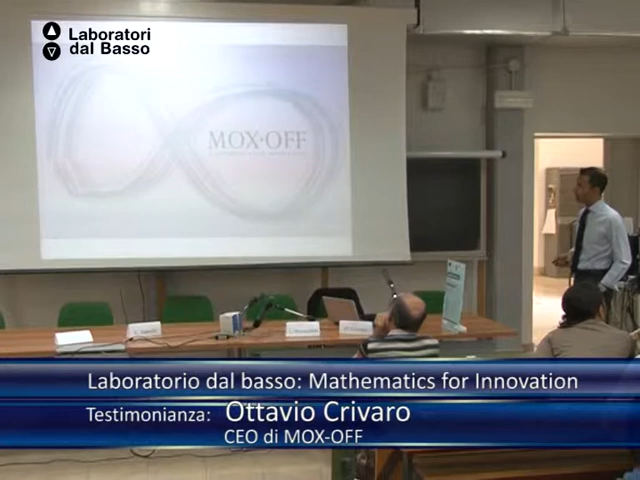 Laboratori
dal Basso
MOX·OFF
Laboratorio dal basso: Mathematics for Innovation
Testimonianza: Ottavio Crivaro
CEO di MOX-OFF